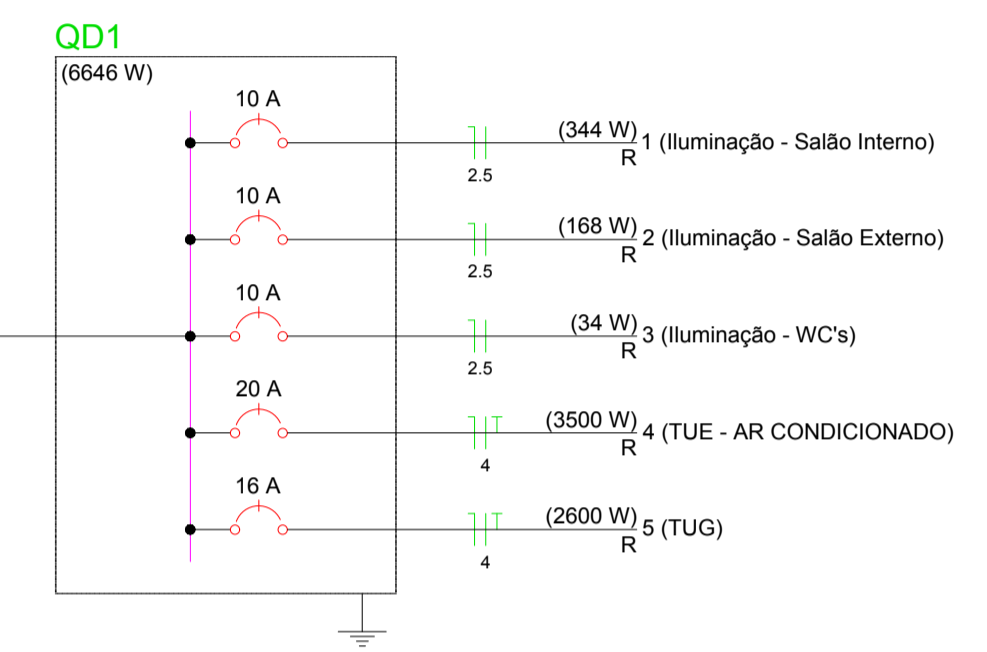 QD1
(6646 W)
10 A
(344 W)
R
1 (Iluminação - Salão Interno)
2.5
10 A
(168 W)
R
2 (Iluminação - Salão Externo)
2.5
10 A
(34 W)
R
3 (Iluminação - WC's)
2.5
20 A
T
(3500 W)
R
4 (TUE - AR CONDICIONADO)
4
16 A
T
(2600 W)
R
5 (TUG)
4